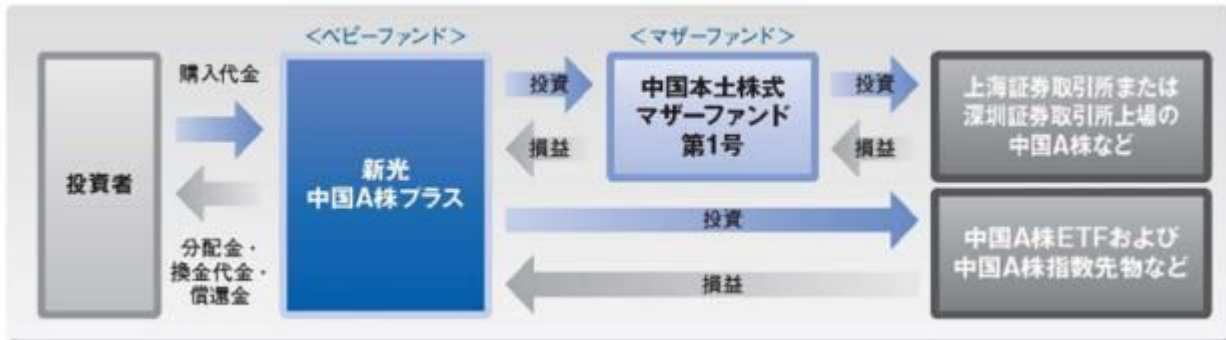 <ベビーファンド>
<マザーファンド>
投資者
購入代金
分配金・
換金代金・
償還金
新光
中国A株プラス
投資
損益
中国本土株式
マザーファンド
第1号
投資
損益
上海証券取引所または
深圳証券取引所上場の
中国A株など
投資
損益
中国A株ETFおよび
中国A株指数先物など